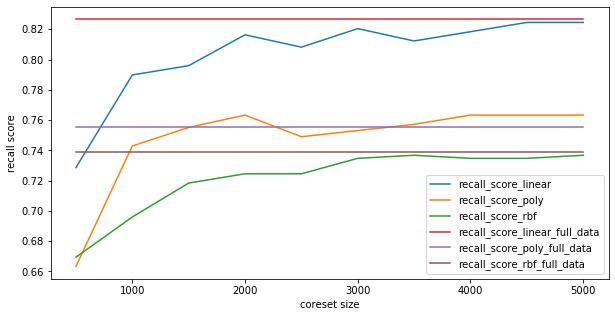 0.82
0.80
0.78
0.76
0.74
0.72
0.70
0.68
0.66
recall score
1000
2000
3000
4000
5000
coreset size
recall_score_linear
recall_score_poly
recall_score_rbf
recall_score_linear_full_data
recall_score_poly_full_data
recall_score_rbf_full_data